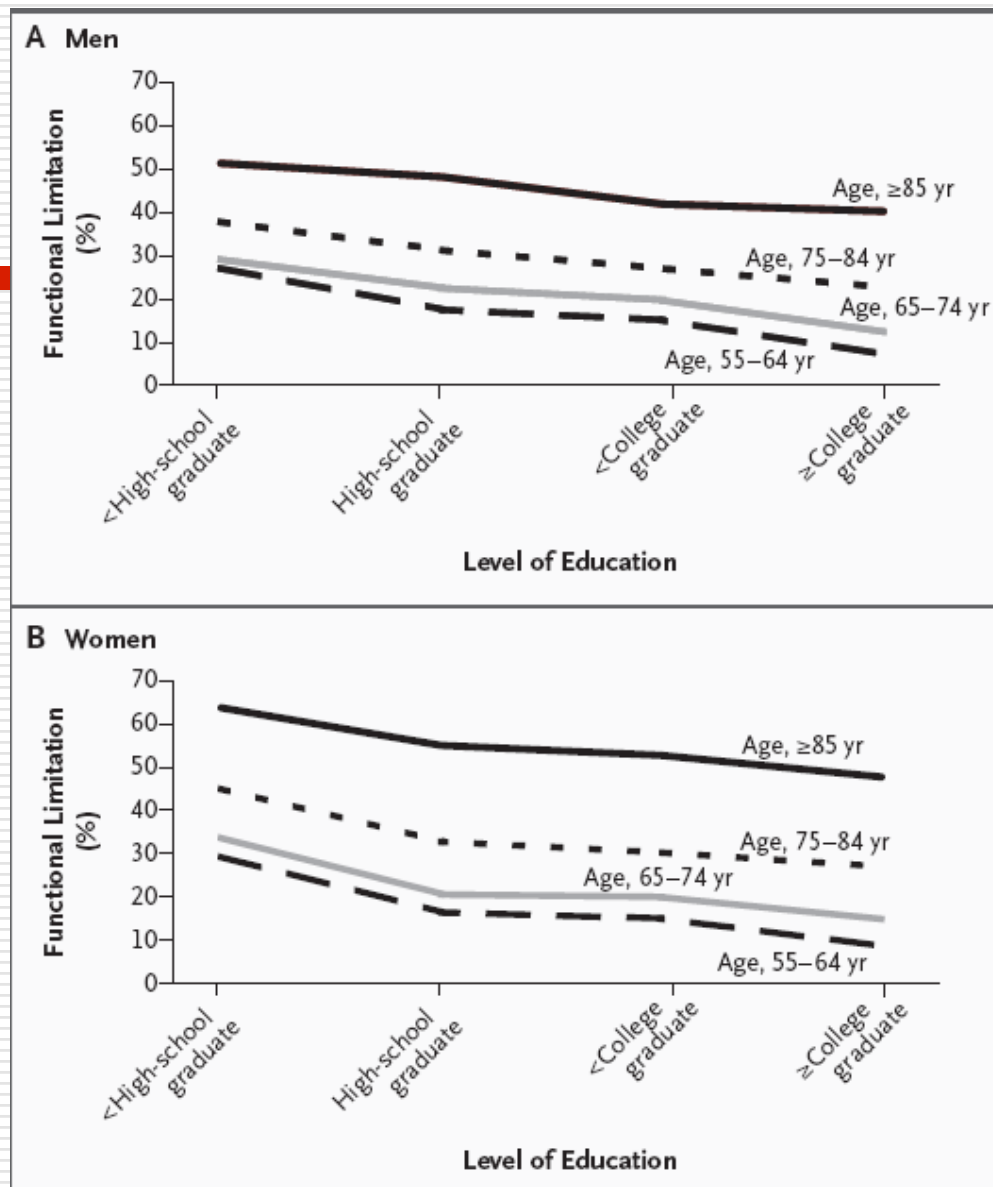 A Men
Functional Limitation
(%)
70
60
50
40
30
20
10
0
Age, ≥85 yr
Age, 75–84 yr
Age, 65–74 yr
Age, 55–64 yr
<High-school
graduate
High-school
graduate
<College
graduate
≥College
graduate
Level of Education
B Women
Functional Limitation
(%)
70
60
50
40
30
20
10
0
Age, ≥85 yr
Age, 75–84 yr
Age, 65–74 yr
Age, 55–64 yr
<High-school
graduate
High-school
graduate
<College
graduate
≥College
graduate
Level of Education